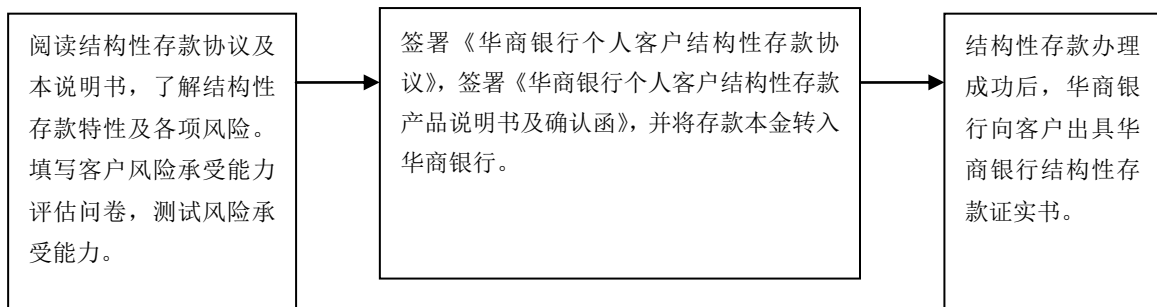 阅读结构性存款协议及
本说明书，了解结构性
存款特性及各项风险。
填写客户风险承受能力
评估问卷，测试风险承
受能力。
签署《华商银行个人客户结构性存款协
议》，签署《华商银行个人客户结构性存款
产品说明书及确认函》，并将存款本金转入
华商银行。
结构性存款办理
成功后，华商银
行向客户出具华
商银行结构性存
款证实书。